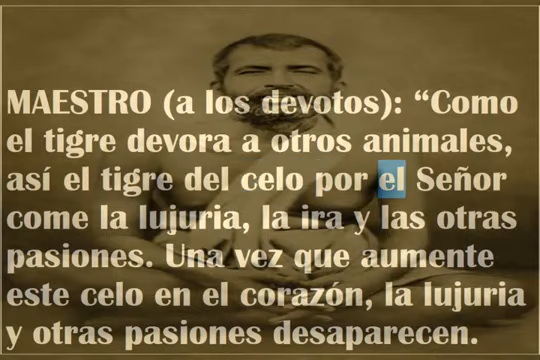 MAESTRO (a los devotos): “Como
el tigre devora a otros animales,
así el tigre del celo por el Señor
come la lujuria, la ira y las otras
pasiones. Una vez que aumente
este celo en el corazón, la lujuria
y otras pasiones desaparecen.